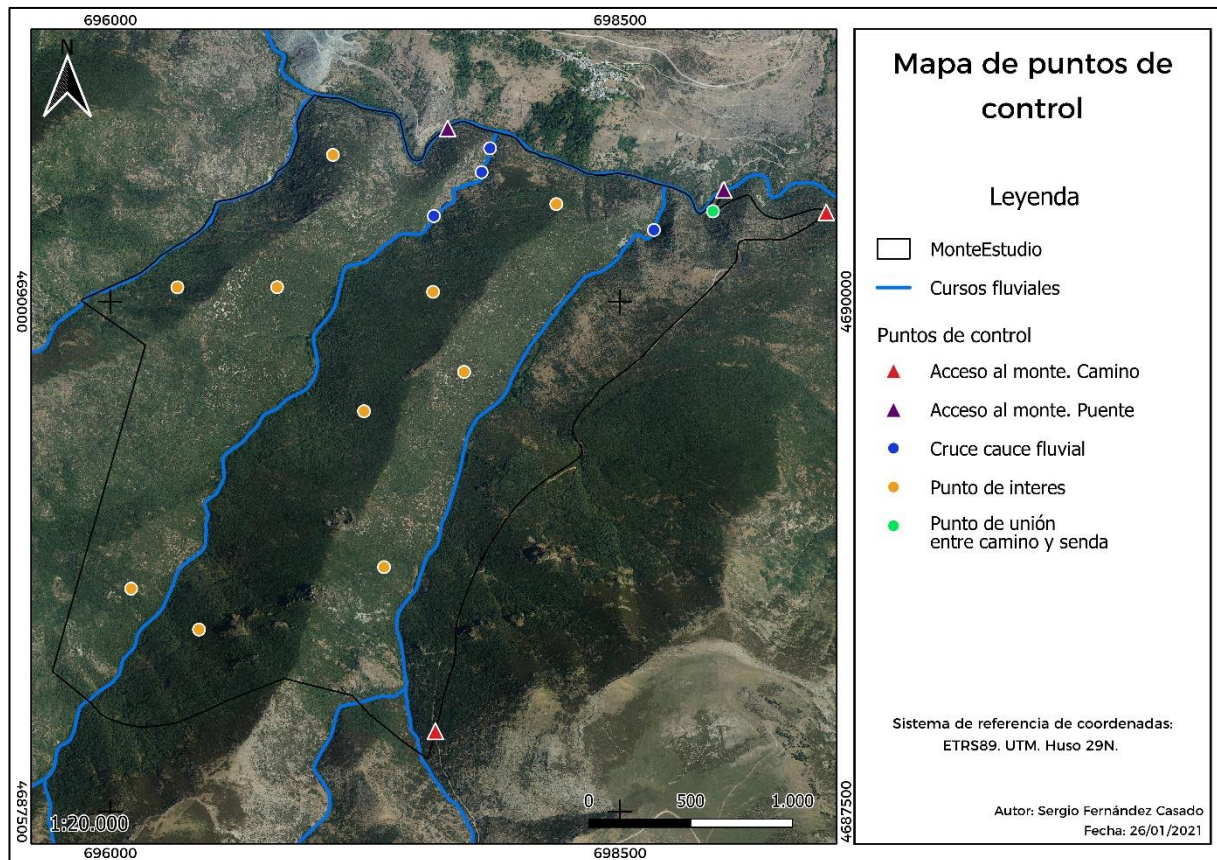 696000
698500
N
4690000
4690000
4687500
4687500
1:20.000
0 500 1.000
696000
698500
Mapa de puntos de
control
Leyenda
MonteEstudio
Cursos fluviales
Puntos de control
Acceso al monte. Camino
Acceso al monte. Puente
Cruce cauce fluvial
Punto de interes
Punto de unión
entre camino y senda
Sistema de referencia de coordenadas:
ETRS89. UTM. Huso 29N.
Autor: Sergio Fernández Casado
Fecha: 26/01/2021